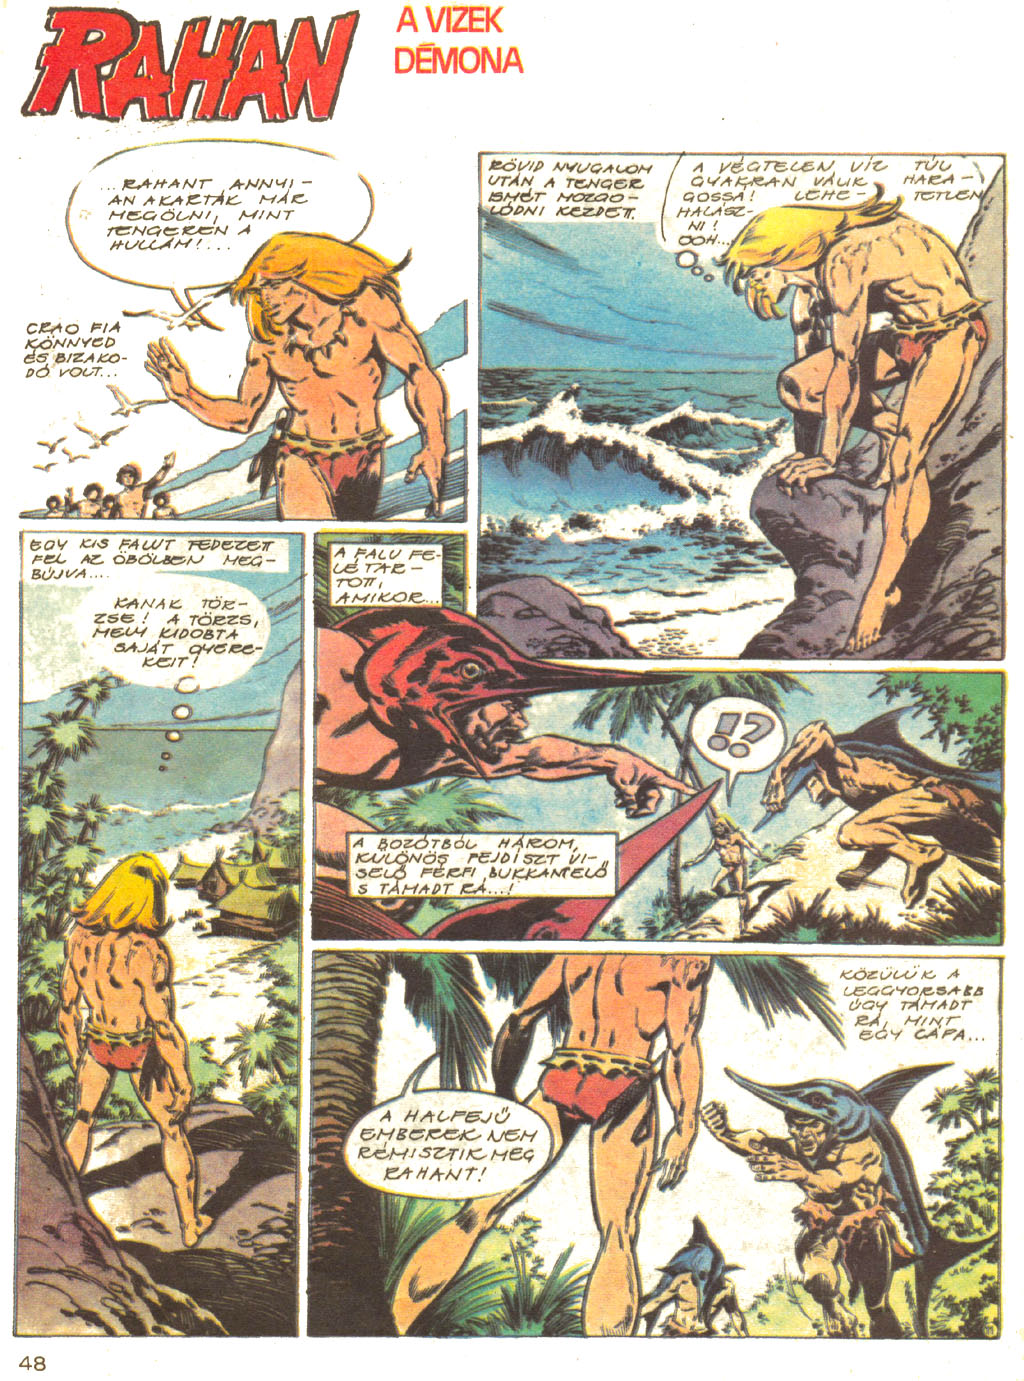 RAHAN
A VIZEK
DÉMONA
...RAHANT ANNYI-
AN AKARTÁK MÁR
MEGÖLNI, MINT
TENGEREN A
HULLÁM!...
CRAO FIA
KÖNNYED
ÉS BIZAKO-
DÓ VOLT...
RÖVID NYUGALOM
UTÁN A TENGER
ISMÉT MOZGO-
LÓDNI KEZDETT.
A VÉGTELEN VÍZ TÚL
GYAKRAN VÁLIK HARA-
GOSSÁ! LEHE- TETLEN
HALÁSZ-
NI!
OOH...
EGY KIS FALUT FEDEZETT
FEL AZ ÖBÖLBEN MEG-
BÚJVA....
KANAK TÖR-
ZSE! A TÖRZS,
MELY KIDOBTA
SAJÁT GYERE-
KEIT!
A FALU FE-
LÉ TAR-
TOTT,
AMIKOR...
!?
A BOZÓTBÓL HÁROM,
KÜLÖNÖS FEJDÍSZT VI-
SELŐ FÉRFI BUKKANT ELŐ
S TÁMADT RÁ...!
KÖZÜLÜK A
LEGGYORSABB
ÚGY TÁMADT
RÁ, MINT
EGY CÁPA...
A HALFEJŰ
EMBEREK NEM
RÉMISZTIK MEG
RAHANT!
48